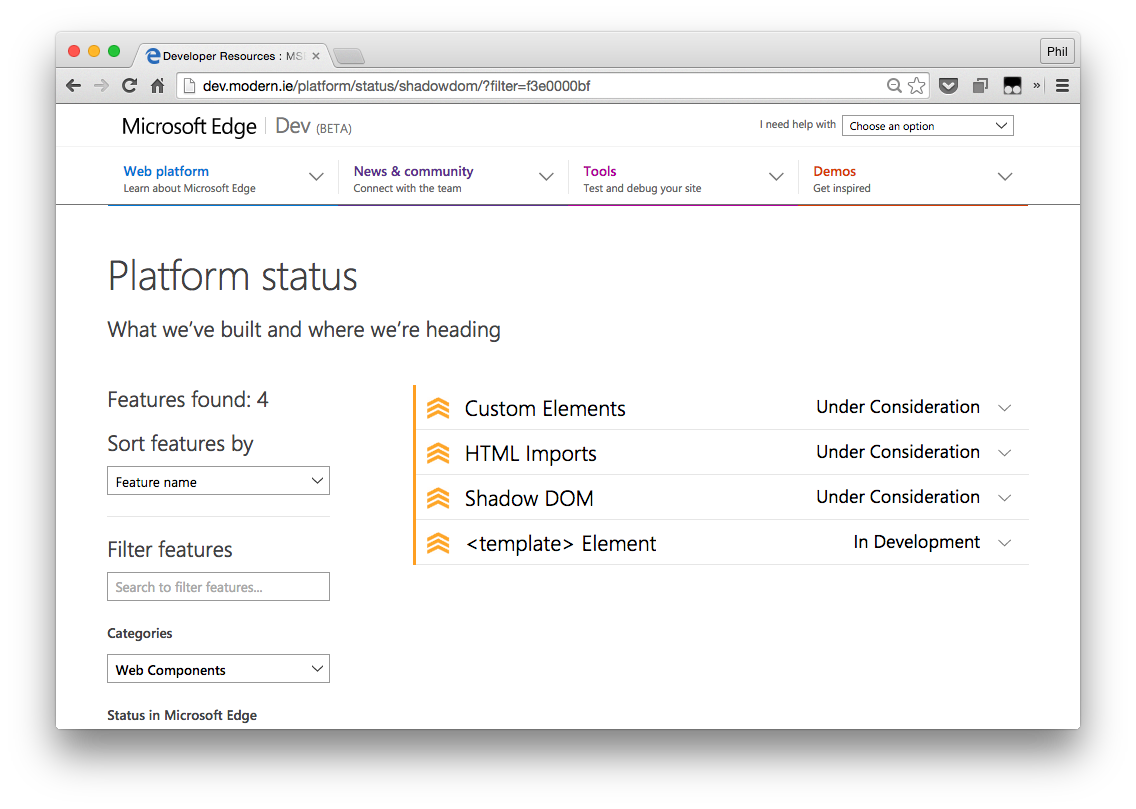 Developer Resources : MS
Phil
dev.modern.ie/platform/status/shadowdom/?filter=f3e0000bf
»
Microsoft Edge Dev (BETA)
I need help with Choose an option
Web platform
Learn about Microsoft Edge
News & community
Connect with the team
Tools
Test and debug your site
Demos
Get inspired
Platform status
What we’ve built and where we’re heading
Features found: 4
Sort features by
Feature name
Filter features
Search to filter features...
Categories
Web Components
Status in Microsoft Edge
Custom Elements Under Consideration
HTML Imports Under Consideration
Shadow DOM Under Consideration
<template> Element In Development